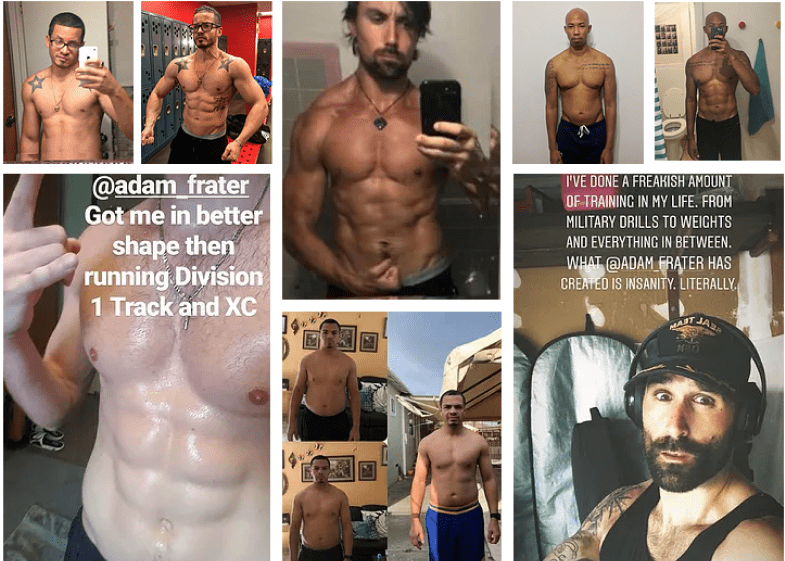 @adam_frater
Got me in better
shape then
running Division
1 Track and XC
I'VE DONE A FREAKISH AMOUNT
OF TRAINING IN MY LIFE. FROM
MILITARY DRILLS TO WEIGHTS
AND EVERYTHING IN BETWEEN.
WHAT @ADAM_FRATER HAS
CREATED IS INSANITY. LITERALLY.